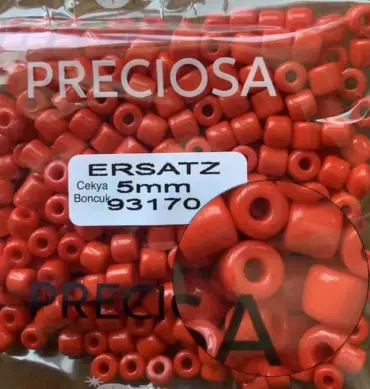 PRECIOSA
ERSATZ
Cekya 5mm
Boncuk 93170
PRECIOSA